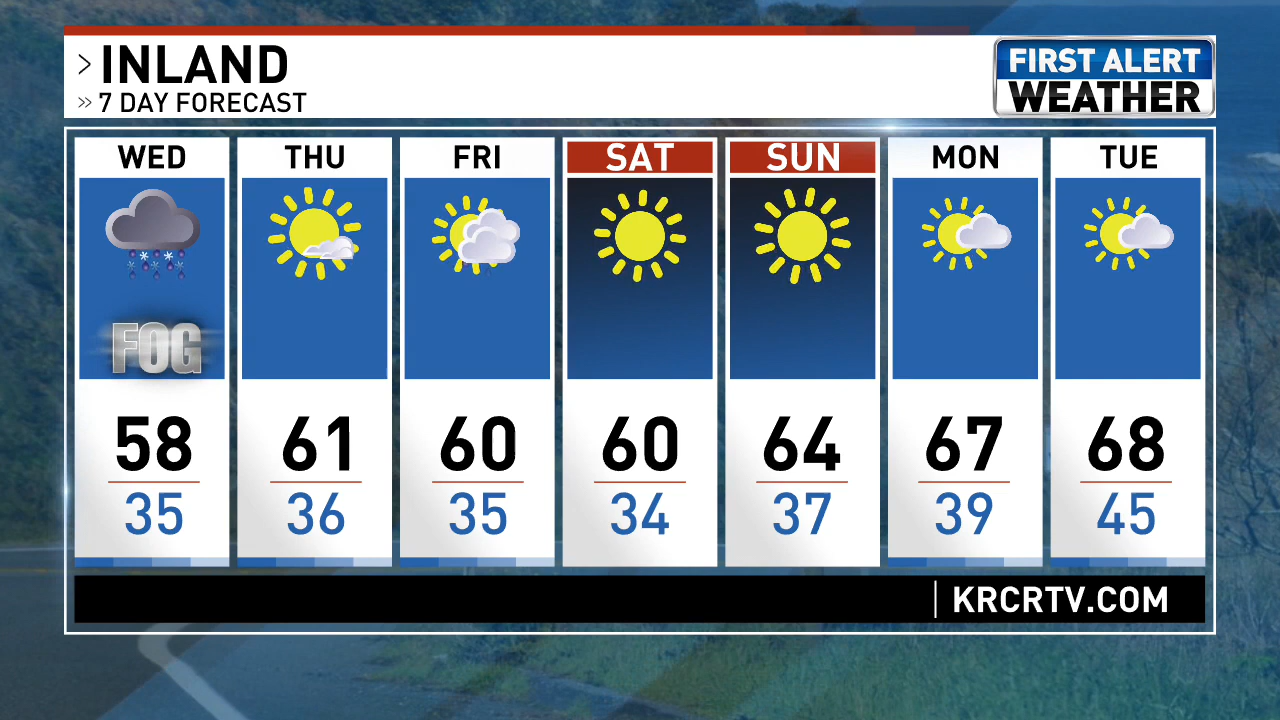 > INLAND
>> 7 DAY FORECAST
FIRST ALERT
WEATHER
WED THU FRI SAT SUN MON TUE
FOG
58 61 60 60 64 67 68
35 36 35 34 37 39 45
KRCRTV.COM